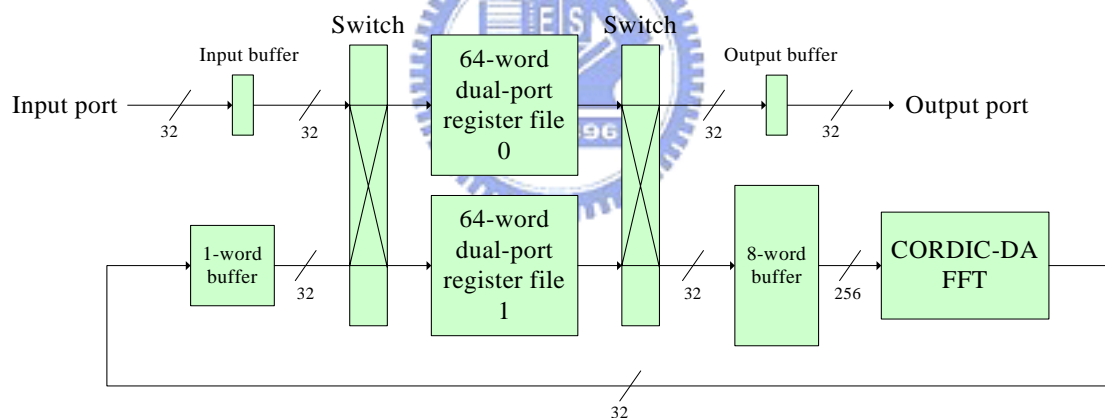 Switch
Switch
Input buffer
Output buffer
64-word
dual-port
register file
0
Input port
Output port
32
32
32
32
ES
896
64-word
dual-port
register file
1
1-word
buffer
8-word
buffer
CORDIC-DA
FFT
32
32
256
32